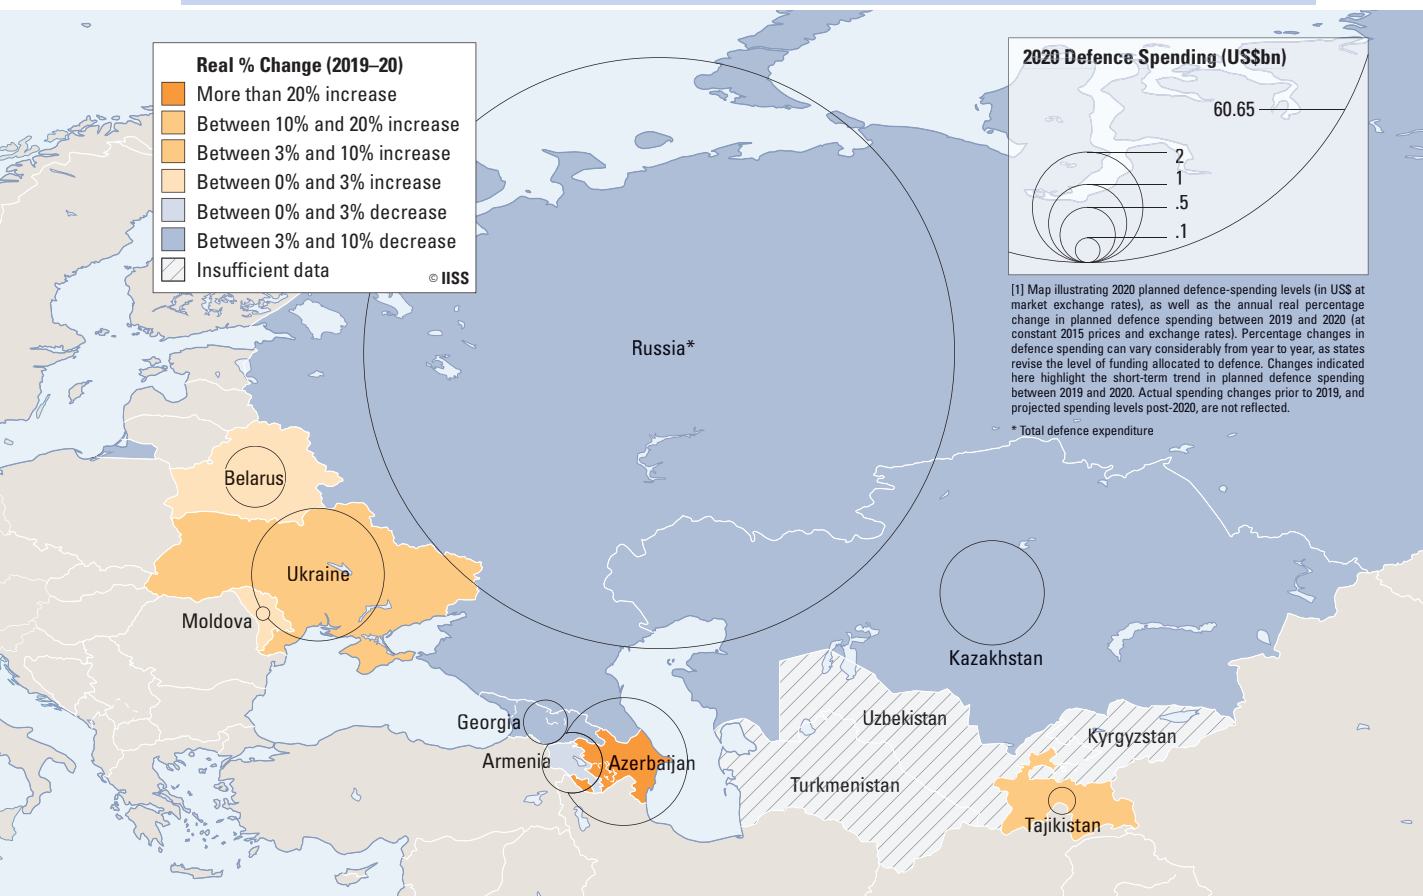 Real % Change (2019–20)
More than 20% increase
Between 10% and 20% increase
Between 3% and 10% increase
Between 0% and 3% increase
Between 0% and 3% decrease
Between 3% and 10% decrease
Insufficient data
© IISS
2020 Defence Spending (US$bn)
60.65
2
1
.5
.1
[1] Map illustrating 2020 planned defence-spending levels (in US$ at
market exchange rates), as well as the annual real percentage
change in planned defence spending between 2019 and 2020 (at
constant 2015 prices and exchange rates). Percentage changes in
defence spending can vary considerably from year to year, as states
revise the level of funding allocated to defence. Changes indicated
here highlight the short-term trend in planned defence spending
between 2019 and 2020. Actual spending changes prior to 2019, and
projected spending levels post-2020, are not reflected.
* Total defence expenditure
Russia*
Belarus
Ukraine
Moldova
Kazakhstan
Georgia
Uzbekistan
Kyrgyzstan
Armenia
Azerbaijan
Turkmenistan
Tajikistan